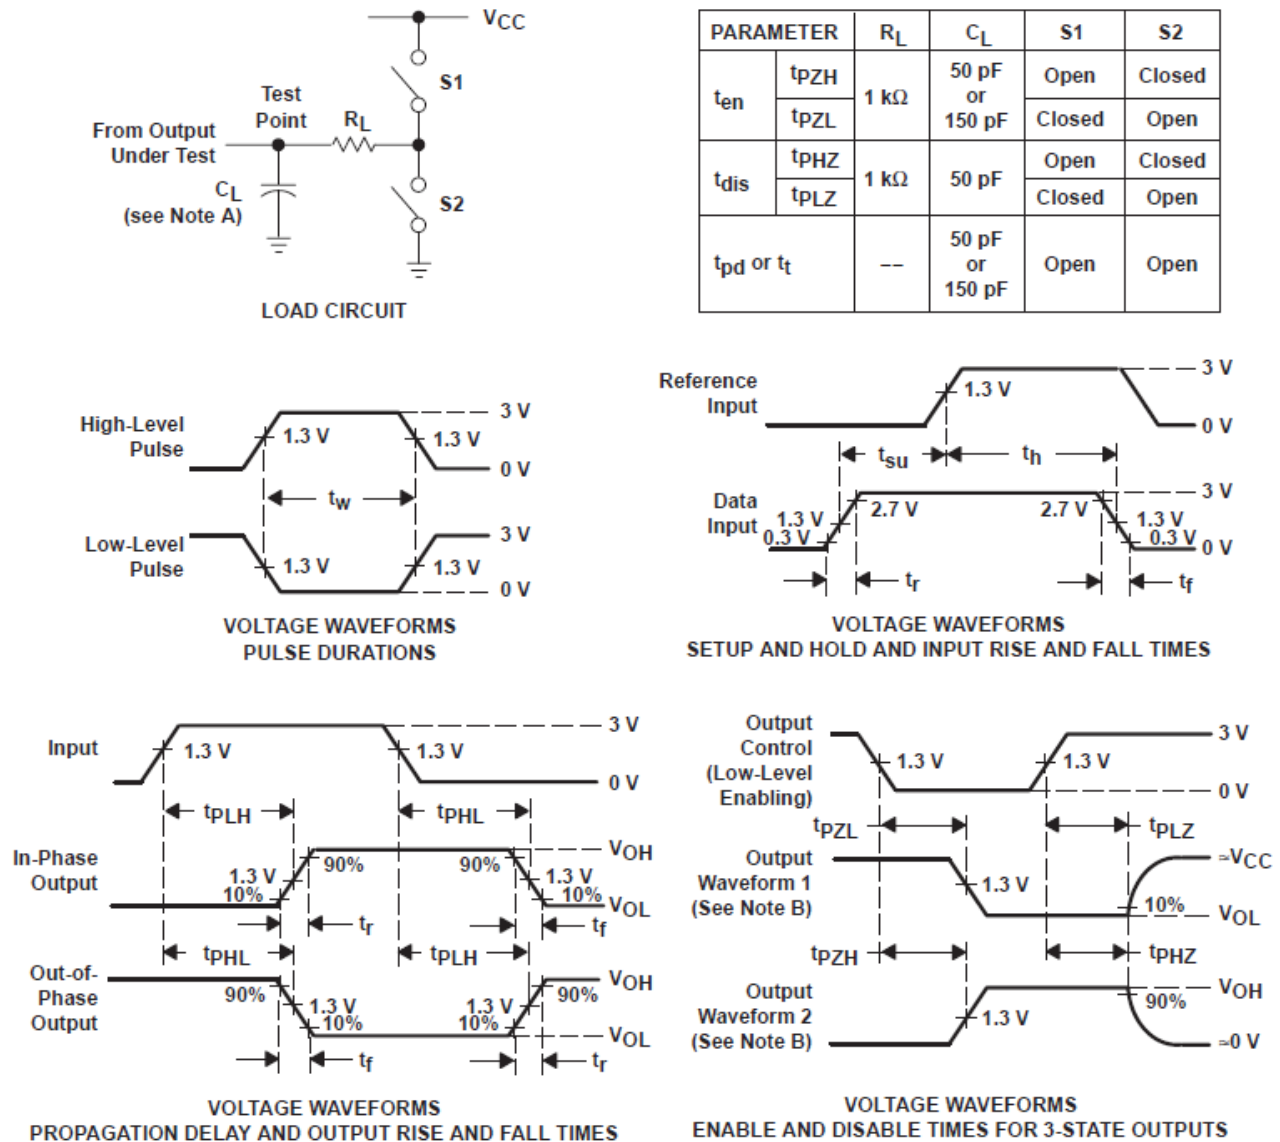 VCC
S1
Test
Point
RL
From Output
Under Test
CL
(see Note A)
S2
LOAD CIRCUIT
PARAMETER RL CL S1 S2
ten tPZH 1 kΩ 50 pF or 150 pF Open Closed
tPZL Closed Open
tdis tPHZ 1 kΩ 50 pF Open Closed
tPLZ Closed Open
tpd or tt –– 50 pF or 150 pF Open Open
High-Level
Pulse
1.3 V
1.3 V
3 V
0 V
tw
Low-Level
Pulse
1.3 V
1.3 V
3 V
0 V
VOLTAGE WAVEFORMS
PULSE DURATIONS
Reference
Input
1.3 V
3 V
0 V
tsu
th
Data
Input
1.3 V
0.3 V
2.7 V
2.7 V
3 V
1.3 V
0.3 V
0 V
tr
tf
VOLTAGE WAVEFORMS
SETUP AND HOLD AND INPUT RISE AND FALL TIMES
Input
1.3 V
1.3 V
3 V
0 V
tPLH
tPHL
In-Phase
Output
1.3 V
10%
90%
90%
1.3 V
10%
VOH
VOL
tr
tf
tPHL
tPLH
Out-of-
Phase
Output
90%
1.3 V
10%
1.3 V
10%
90%
VOH
VOL
tf
tr
VOLTAGE WAVEFORMS
PROPAGATION DELAY AND OUTPUT RISE AND FALL TIMES
Output
Control
(Low-Level
Enabling)
1.3 V
1.3 V
3 V
0 V
tPZL
tPLZ
Output
Waveform 1
(See Note B)
1.3 V
10%
≈VCC
VOL
tPZH
tPHZ
Output
Waveform 2
(See Note B)
1.3 V
90%
VOH
≈0 V
VOLTAGE WAVEFORMS
ENABLE AND DISABLE TIMES FOR 3-STATE OUTPUTS